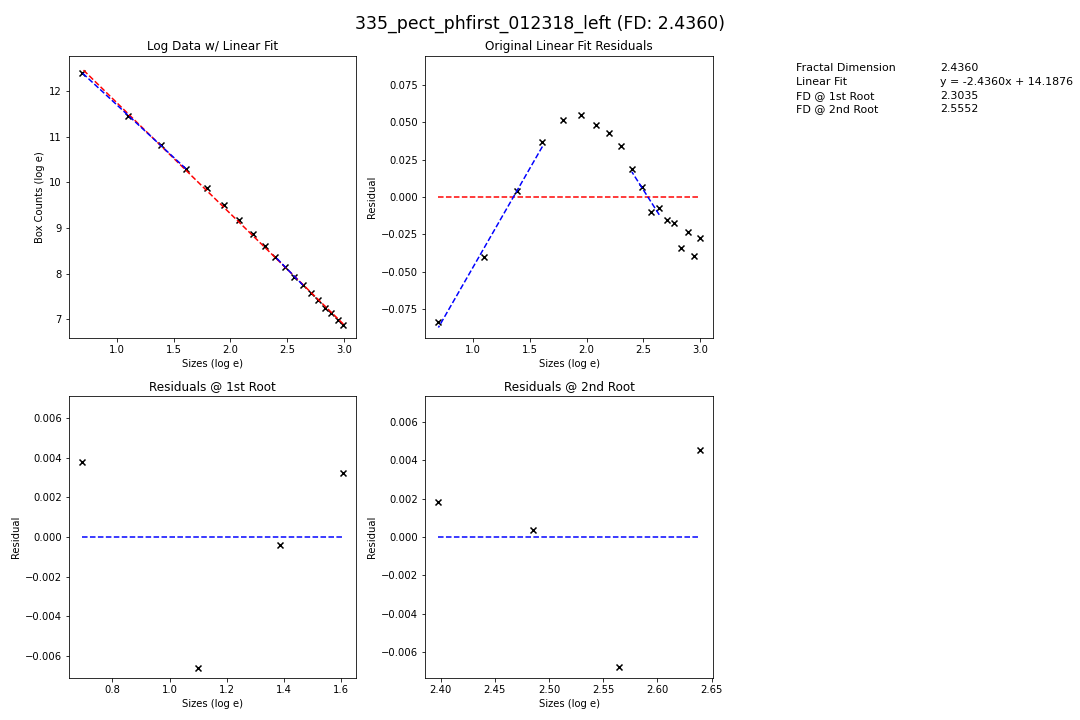 335_pect_phfirst_012318_left (FD: 2.4360)
Log Data w/ Linear Fit
Box Counts (log e)
12
11
10
9
8
7
1.0 1.5 2.0 2.5 3.0
Sizes (log e)
Original Linear Fit Residuals
Residual
0.075
0.050
0.025
0.000
−0.025
−0.050
−0.075
1.0 1.5 2.0 2.5 3.0
Sizes (log e)
Fractal Dimension 2.4360
Linear Fit y = -2.4360x + 14.1876
FD @ 1st Root 2.3035
FD @ 2nd Root 2.5552
Residuals @ 1st Root
Residual
0.006
0.004
0.002
0.000
−0.002
−0.004
−0.006
0.8 1.0 1.2 1.4 1.6
Sizes (log e)
Residuals @ 2nd Root
Residual
0.006
0.004
0.002
0.000
−0.002
−0.004
−0.006
2.40 2.45 2.50 2.55 2.60 2.65
Sizes (log e)